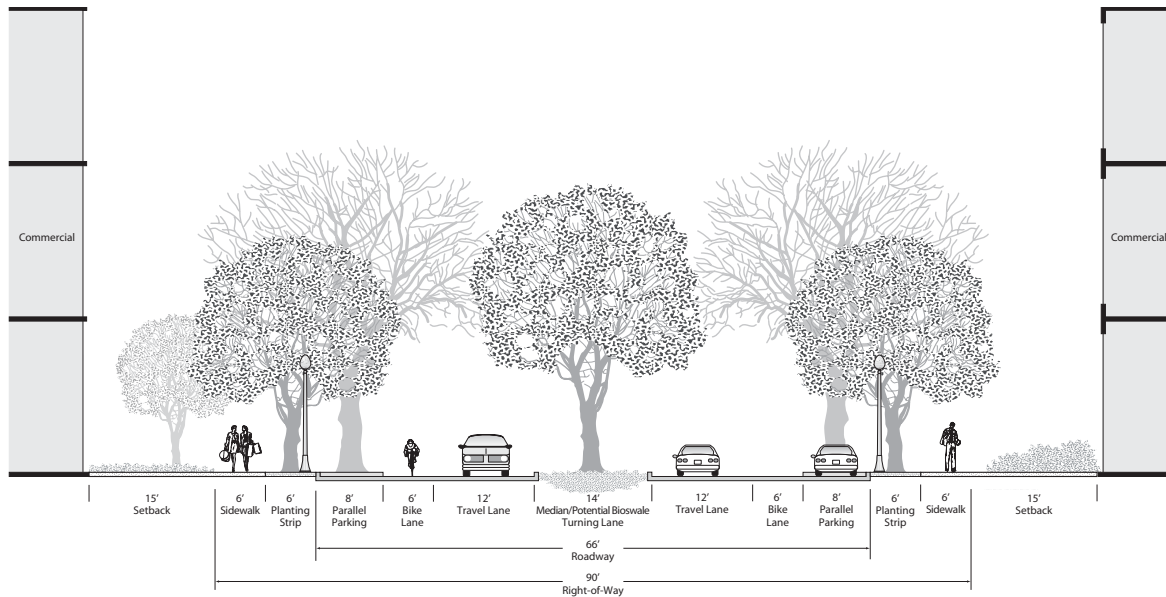 Commercial
Commercial
15’
Setback
6’
Sidewalk
6’
Planting
Strip
8’
Parallel
Parking
6’
Bike
Lane
12’
Travel Lane
14’
Median/Potential Bioswale
Turning Lane
12’
Travel Lane
6’
Bike
Lane
8’
Parallel
Parking
6’
Planting
Strip
6’
Sidewalk
15’
Setback
66’
Roadway
90’
Right-of-Way